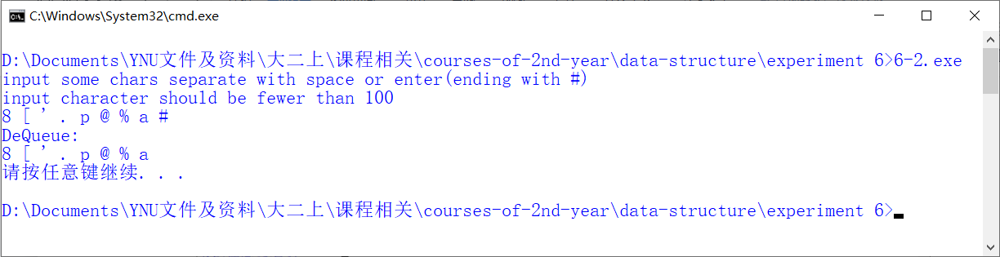 C:\Windows\System32\cmd.exe
D:\Documents\YNU文件及资料\大二上\课程相关\courses-of-2nd-year\data-structure\experiment 6>6-2.exe
input some chars separate with space or enter(ending with #)
input character should be fewer than 100
8 [ ' . p @ % a #
DeQueue:
8 [ ' . p @ % a
请按任意键继续. . .
D:\Documents\YNU文件及资料\大二上\课程相关\courses-of-2nd-year\data-structure\experiment 6>